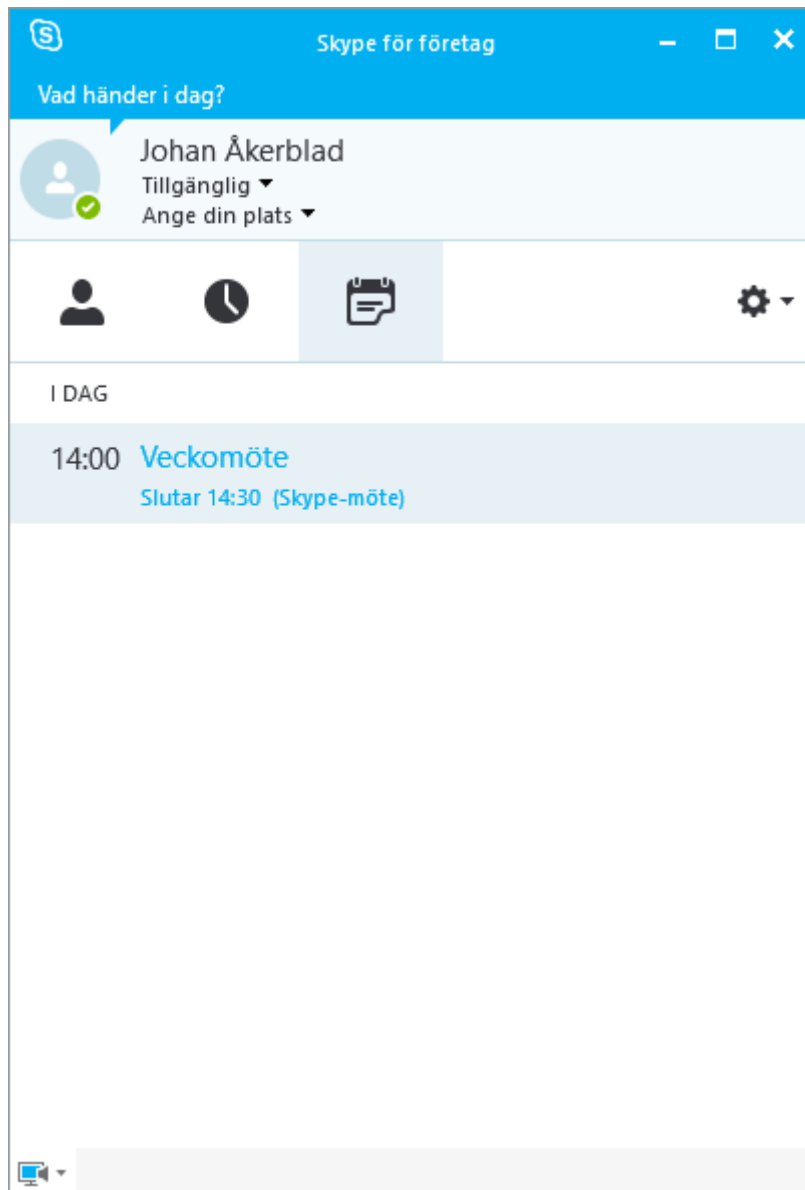 Skype för företag
Vad händer i dag?
Johan Åkerblad
Tillgänglig
Ange din plats
I DAG
14:00 Veckomöte
Slutar 14:30 (Skype-möte)